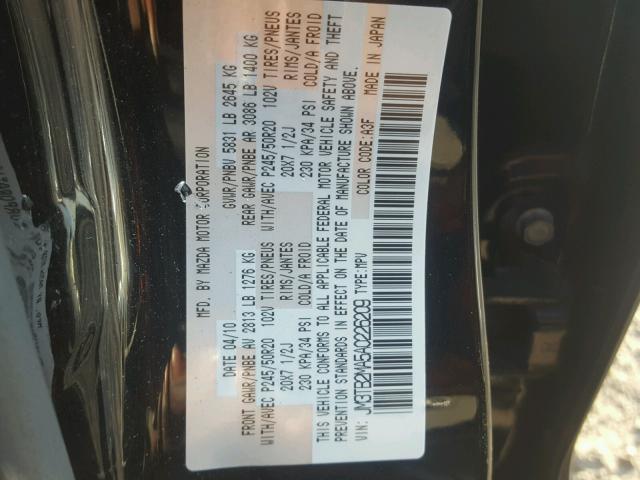 MFD. BY MAZDA MOTOR CORPORATION
DATE 04/10 GVWR/PNBV 5831 LB 2645 KG
FRONT GAWR/PNBE AV 2813 LB 1276 KG REAR GAWR/PNBE AR 3086 LB 1400 KG
WITH/AVEC P245/50R20 102V TIRES/PNEUS WITH/AVEC P245/50R20 102V TIRES/PNEUS
20X7 1/2J RIMS/JANTES 20X7 1/2J RIMS/JANTES
230 KPA/34 PSI COLD/A FROID 230 KPA/34 PSI COLD/A FROID
THIS VEHICLE CONFORMS TO ALL APPLICABLE FEDERAL MOTOR VEHICLE SAFETY AND THEFT
PREVENTION STANDARDS IN EFFECT ON THE DATE OF MANUFACTURE SHOWN ABOVE.
VIN: JM3TB2MA5A0226209 TYPE:MPV COLOR CODE:A3F MADE IN JAPAN